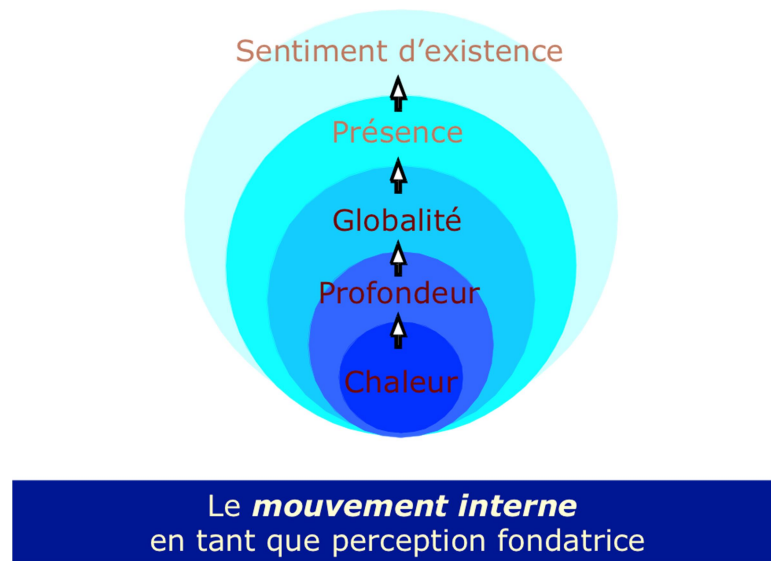 Sentiment d’existence
Présence
Globalité
Profondeur
Chaleur
Le mouvement interne
en tant que perception fondatrice